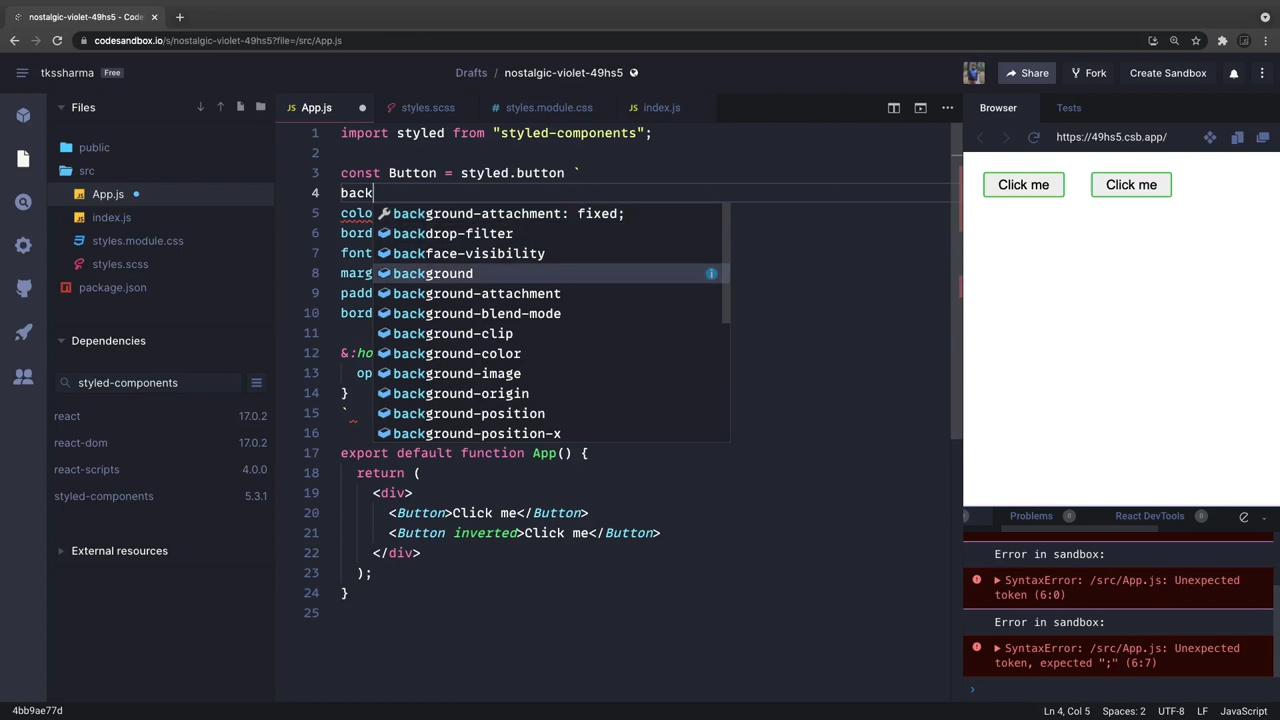 nostalgic-violet-49hs5 - Code
codesandbox.io/s/nostalgic-violet-49hs5?file=/src/App.js
tkssharma Free
Drafts / nostalgic-violet-49hs5
Share Fork Create Sandbox
Files
public
src
App.js
index.js
styles.module.css
styles.scss
package.json
Dependencies
styled-components
react 17.0.2
react-dom 17.0.2
react-scripts 4.0.0
styled-components 5.3.1
External resources
App.js styles.scss styles.module.css index.js
1 import styled from "styled-components";
2
3 const Button = styled.button `
4 back
5 colo
6 bord
7 font
8 marg
9 padd
10 bord
11
12 &:ho
13 op
14 }
15 `
16
17 export default function App() {
18 return (
19 <div>
20 <Button>Click me</Button>
21 <Button inverted>Click me</Button>
22 </div>
23 );
24 }
25
background-attachment: fixed;
backdrop-filter
backface-visibility
background
background-attachment
background-blend-mode
background-clip
background-color
background-image
background-origin
background-position
background-position-x
Browser Tests
https://49hs5.csb.app/
Click me Click me
Problems 0 React DevTools 0
Error in sandbox:
SyntaxError: /src/App.js: Unexpected
token (6:0)
Error in sandbox:
SyntaxError: /src/App.js: Unexpected
token, expected ";" (6:7)
4bb9ae77d
Ln 4, Col 5 Spaces: 2 UTF-8 LF JavaScript